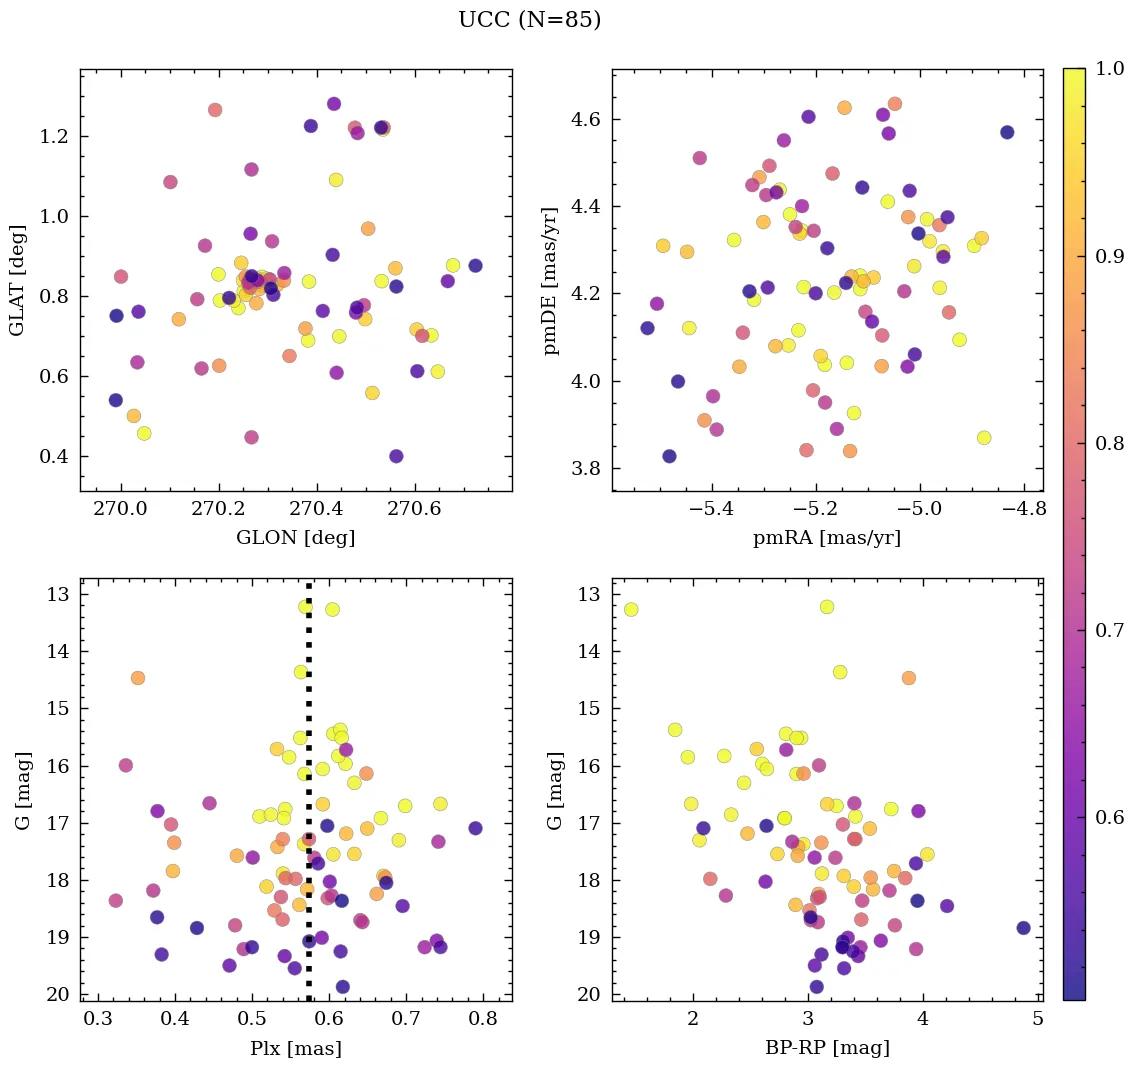 UCC (N=85)
1.2
1.0
0.8
0.6
0.4
GLAT [deg]
270.0 270.2 270.4 270.6
GLON [deg]
4.6
4.4
4.2
4.0
3.8
pmDE [mas/yr]
−5.4 −5.2 −5.0 −4.8
pmRA [mas/yr]
1.0
0.9
0.8
0.7
0.6
13
14
15
16
17
18
19
20
G [mag]
0.3 0.4 0.5 0.6 0.7 0.8
Plx [mas]
13
14
15
16
17
18
19
20
G [mag]
2 3 4 5
BP-RP [mag]